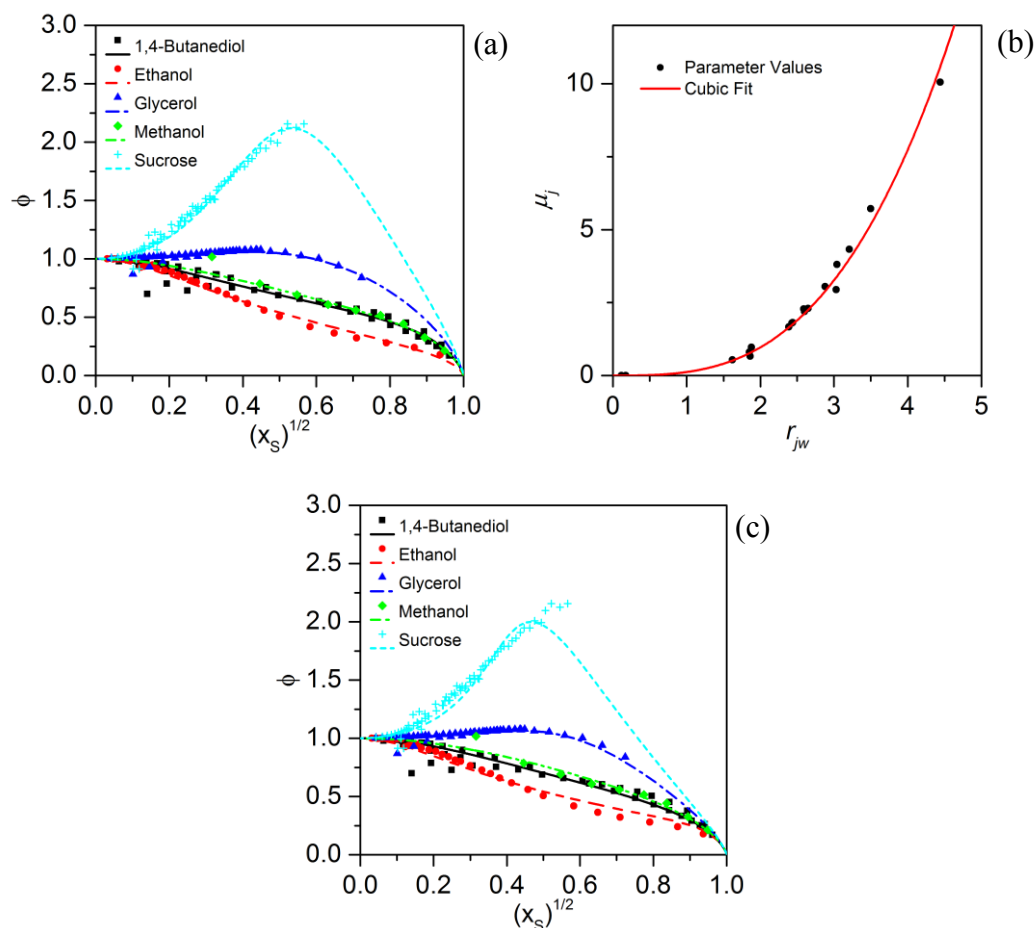 (a)
3.0
2.5
2.0
1.5
1.0
0.5
0.0
ϕ
1,4-Butanediol
Ethanol
Glycerol
Methanol
Sucrose
0.0 0.2 0.4 0.6 0.8 1.0
(x_S)^{1/2}
(b)
10
5
0
μ_j
Parameter Values
Cubic Fit
0 1 2 3 4 5
r_{jw}
(c)
3.0
2.5
2.0
1.5
1.0
0.5
0.0
ϕ
1,4-Butanediol
Ethanol
Glycerol
Methanol
Sucrose
0.0 0.2 0.4 0.6 0.8 1.0
(x_S)^{1/2}